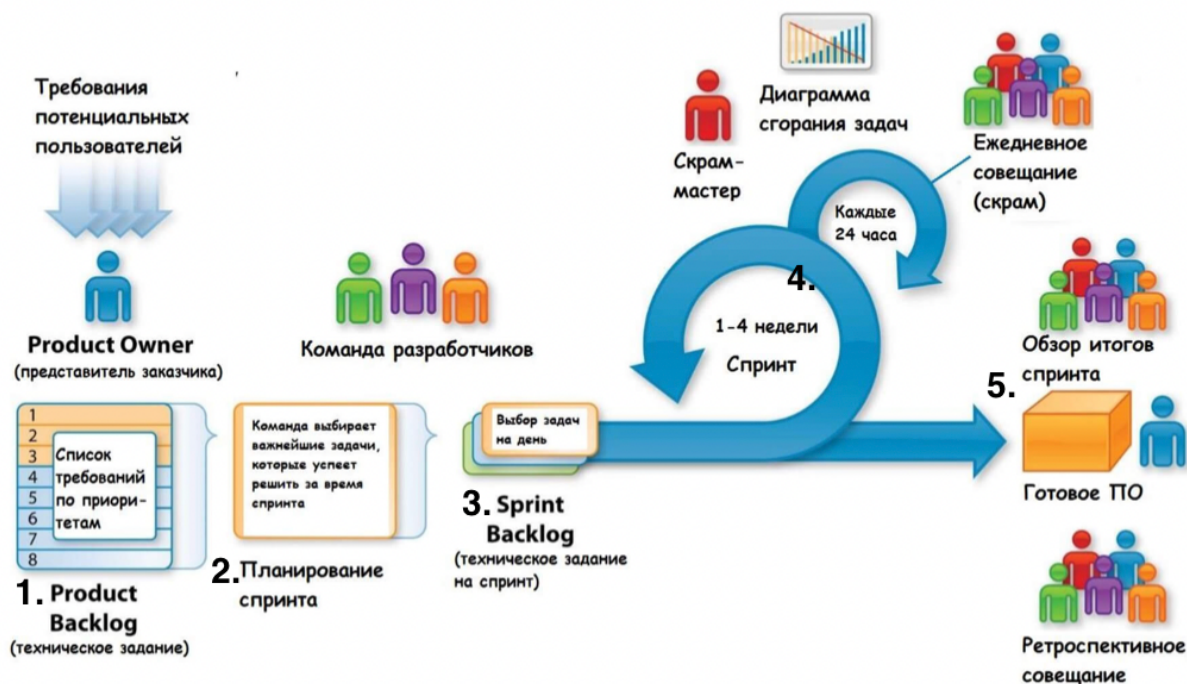 Требования
потенциальных
пользователей
Product Owner
(представитель заказчика)
1
2
3
4
5
6
7
8
Список
требований
по приори-
тетам
1. Product
Backlog
(техническое задание)
Команда разработчиков
Команда выбирает
важнейшие задачи,
которые успеет
решить за время
спринта
2. Планирование
спринта
Выбор задач
на день
3. Sprint
Backlog
(техническое задание
на спринт)
Скрам-
мастер
Диаграмма
сгорания задач
Ежедневное
совещание
(скрам)
Каждые
24 часа
4.
1-4 недели
Спринт
Обзор итогов
спринта
5.
Готовое ПО
Ретроспективное
совещание